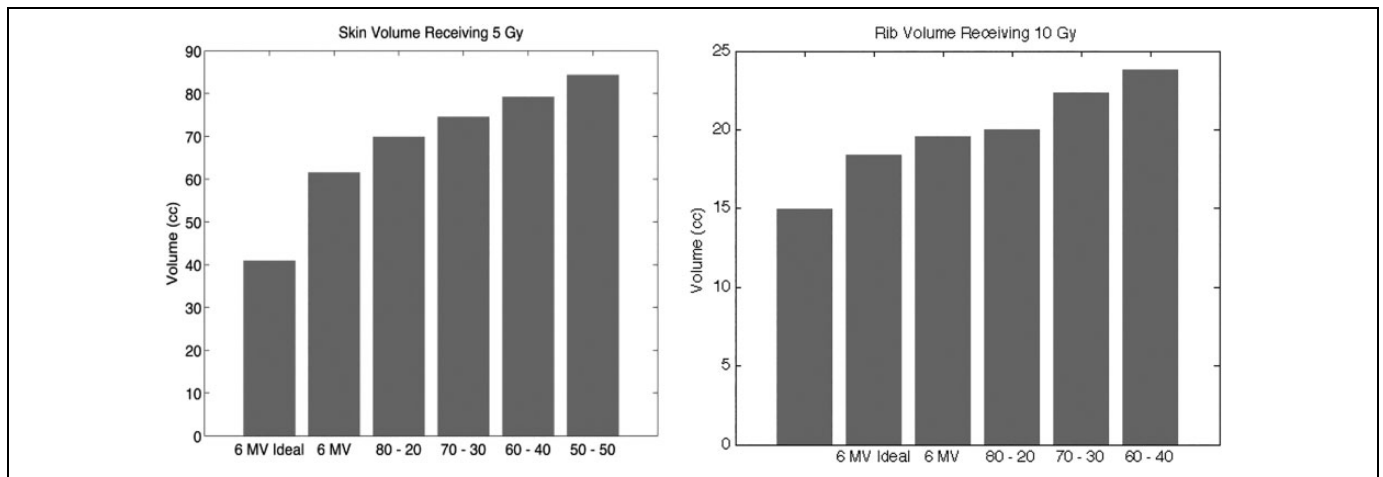 Skin Volume Receiving 5 Gy
90
80
70
60
50
40
30
20
10
0
Volume (cc)
6 MV Ideal 6 MV 80 - 20 70 - 30 60 - 40 50 - 50
Rib Volume Receiving 10 Gy
25
20
15
10
5
0
Volume (cc)
6 MV Ideal 6 MV 80 - 20 70 - 30 60 - 40